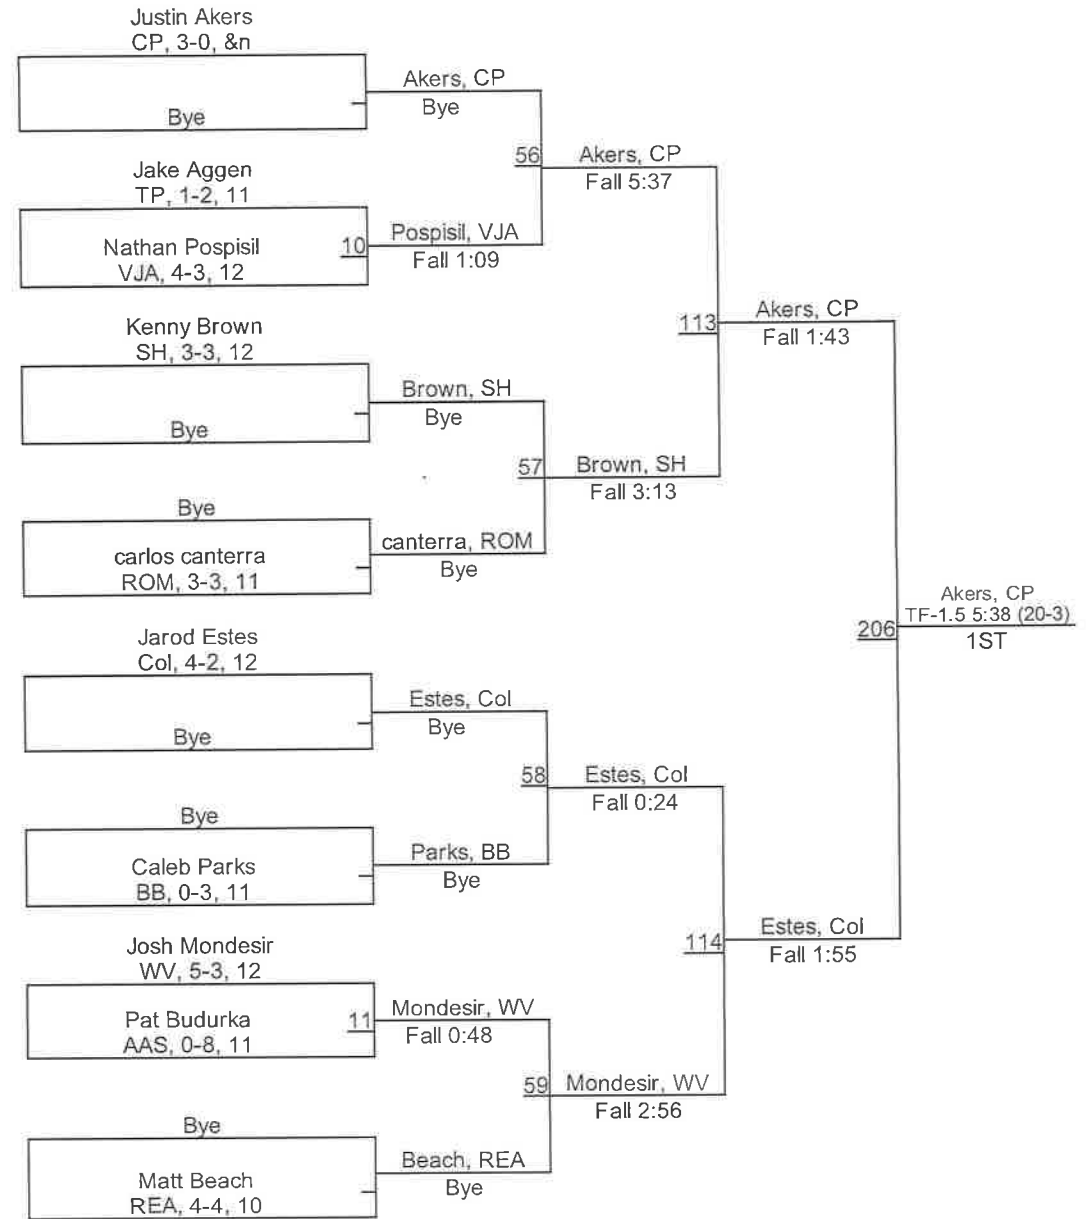 Justin Akers
CP, 3-0, &n
Bye
Akers, CP
Bye
Jake Aggen
TP, 1-2, 11
Nathan Pospisil
VJA, 4-3, 12
10
Pospisil, VJA
Fall 1:09
56
Akers, CP
Fall 5:37
Kenny Brown
SH, 3-3, 12
Bye
Brown, SH
Bye
Bye
carlos canterra
ROM, 3-3, 11
canterra, ROM
Bye
57
Brown, SH
Fall 3:13
113
Akers, CP
Fall 1:43
Jarod Estes
Col, 4-2, 12
Bye
Estes, Col
Bye
Bye
Caleb Parks
BB, 0-3, 11
Parks, BB
Bye
58
Estes, Col
Fall 0:24
Josh Mondesir
WV, 5-3, 12
Pat Budurka
AAS, 0-8, 11
11
Mondesir, WV
Fall 0:48
Bye
Matt Beach
REA, 4-4, 10
Beach, REA
Bye
59
Mondesir, WV
Fall 2:56
114
Estes, Col
Fall 1:55
206
Akers, CP
TF-1.5 5:38 (20-3)
1ST